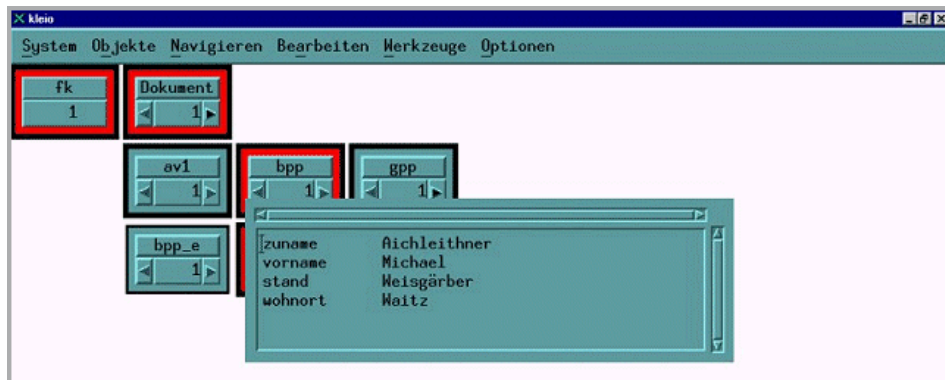 kleio
System Objekte Navigieren Bearbeiten Werkzeuge Optionen
fk Dokument
1 1
av1 bpp gpp
1 1 1
bpp_e
1
zuname Aichleithner
vorname Michael
stand Weisgärber
wohnort Waitz